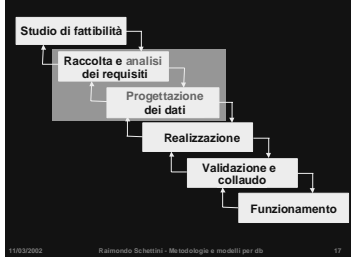 Studio di fattibilità
Raccolta e analisi
dei requisiti
Progettazione
dei dati
Realizzazione
Validazione e
collaudo
Funzionamento
11/03/2002 Raimondo Schettini - Metodologie e modelli per db 17